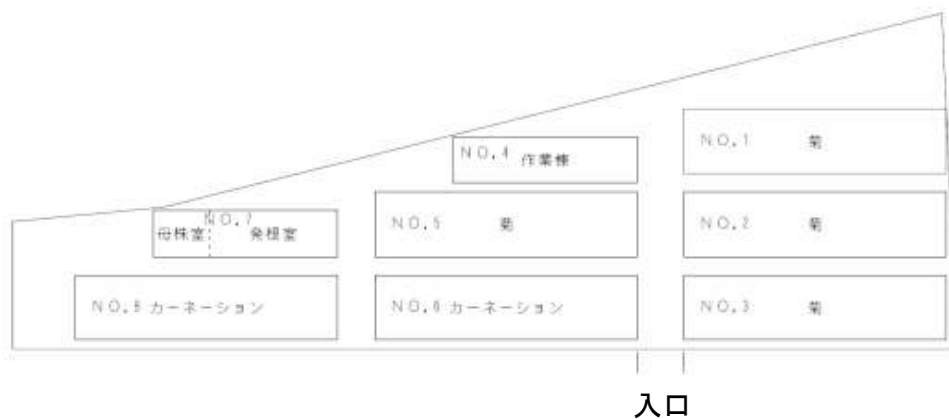 NO.1 菊
NO.4 作業棟
NO.5 菊
NO.2 菊
NO.7
母株室 発根室
NO.8 カーネーション
NO.6 カーネーション
NO.3 菊
入口